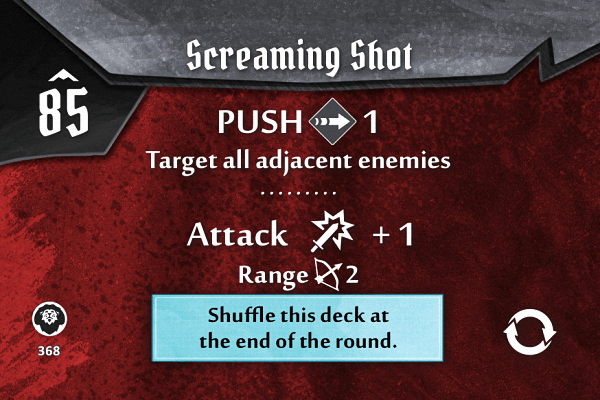 Screaming Shot
85
PUSH 1
Target all adjacent enemies
Attack + 1
Range 2
Shuffle this deck at
the end of the round.
368